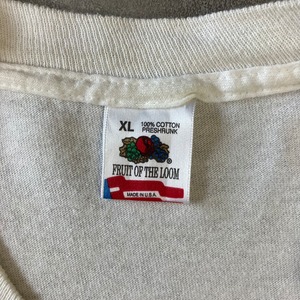 XL 100% COTTON
PRESHRUNK
®
FRUIT OF THE LOOM
MADE IN U.S.A.